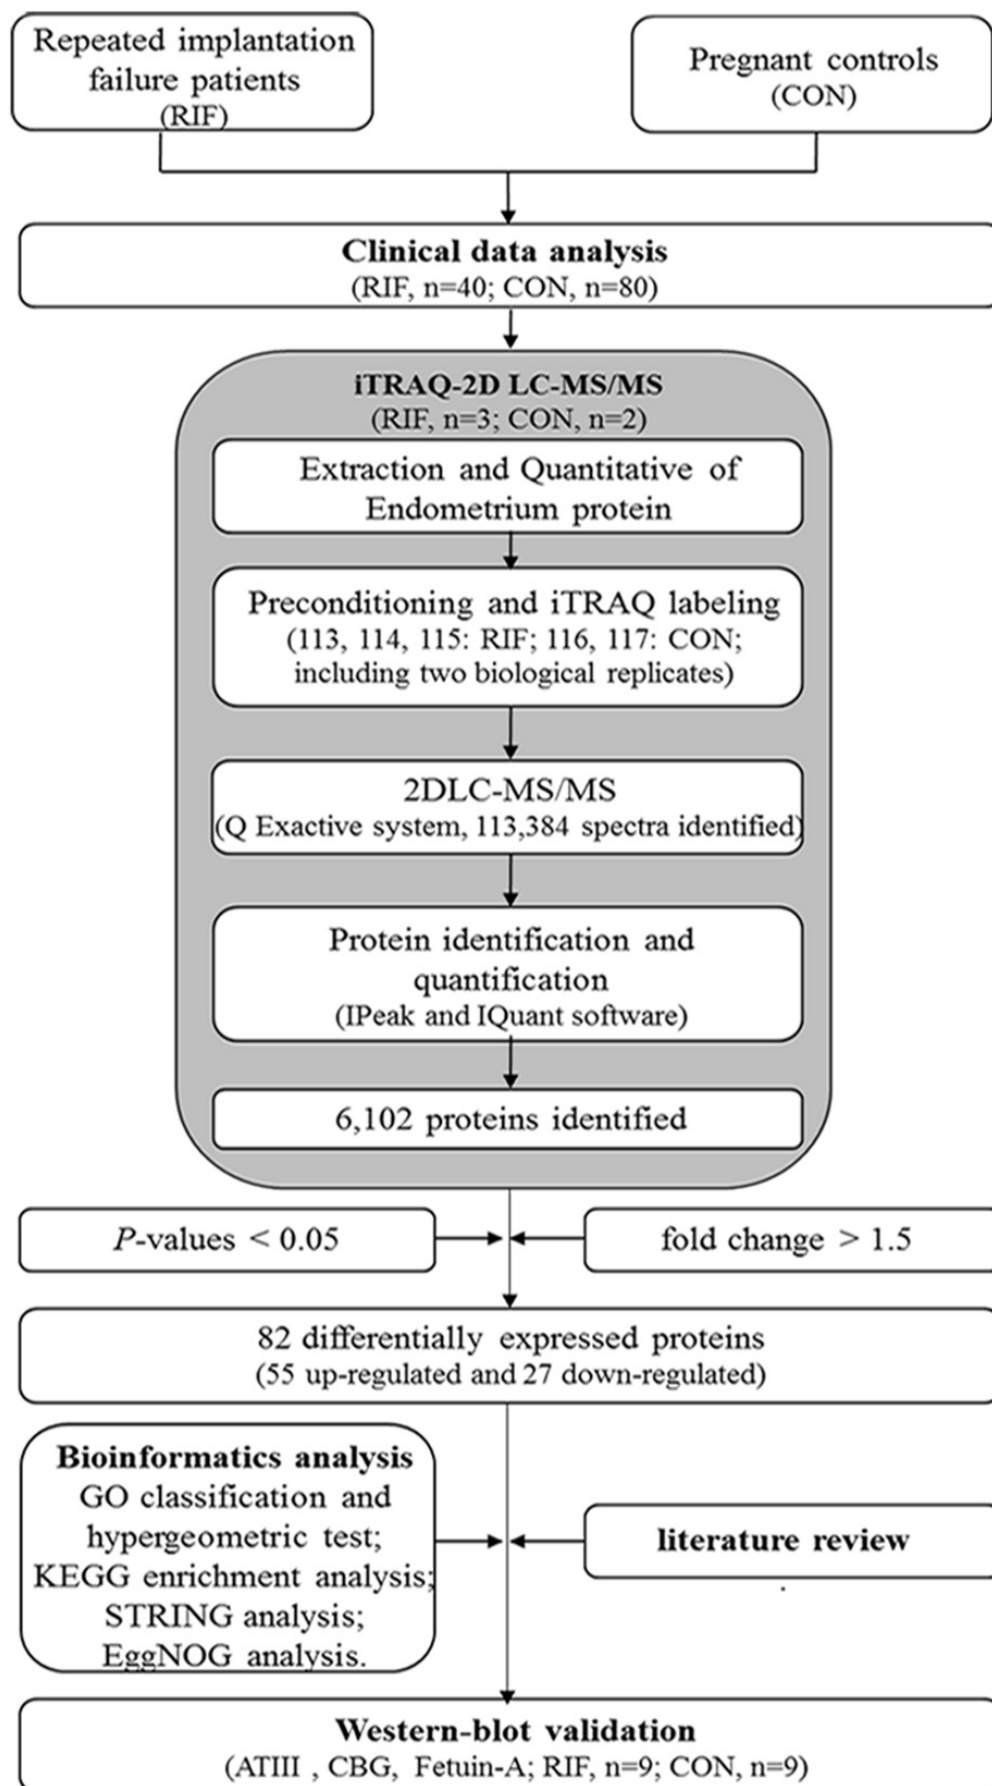 Repeated implantation
failure patients
(RIF)
Pregnant controls
(CON)
Clinical data analysis
(RIF, n=40; CON, n=80)
iTRAQ-2D LC-MS/MS
(RIF, n=3; CON, n=2)
Extraction and Quantitative of
Endometrium protein
Preconditioning and iTRAQ labeling
(113, 114, 115: RIF; 116, 117: CON;
including two biological replicates)
2DLC-MS/MS
(Q Exactive system, 113,384 spectra identified)
Protein identification and
quantification
(IPeak and IQuant software)
6,102 proteins identified
P-values < 0.05
fold change > 1.5
82 differentially expressed proteins
(55 up-regulated and 27 down-regulated)
Bioinformatics analysis
GO classification and
hypergeometric test;
KEGG enrichment analysis;
STRING analysis;
EggNOG analysis.
literature review
Western-blot validation
(ATIII , CBG, Fetuin-A; RIF, n=9; CON, n=9)